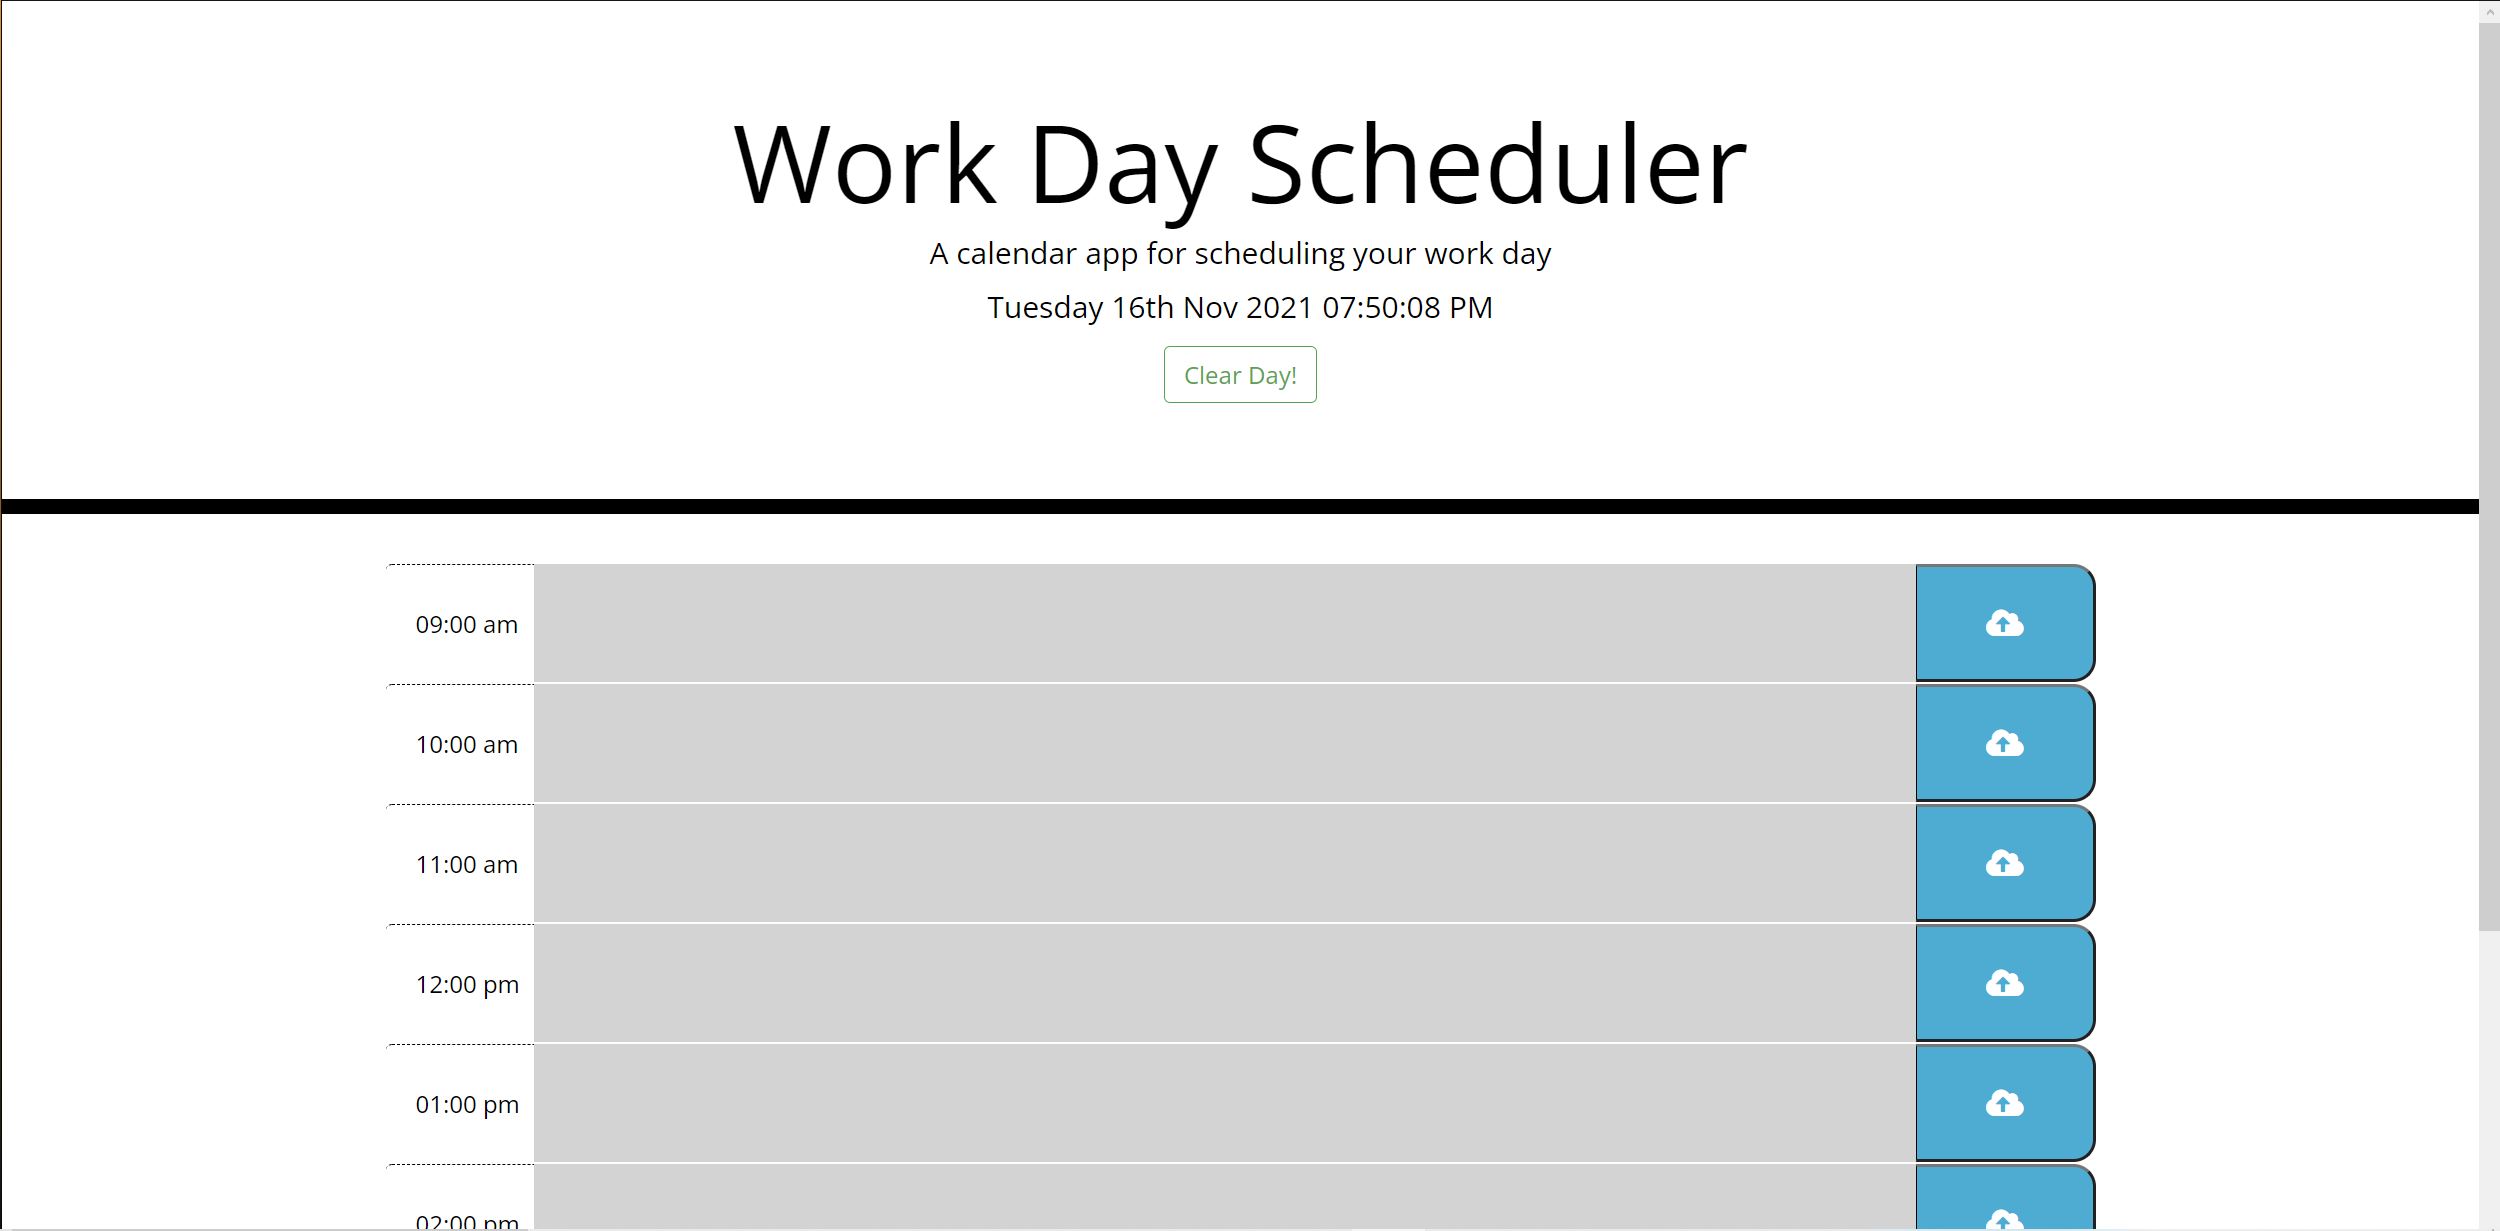 Work Day Scheduler
A calendar app for scheduling your work day
Tuesday 16th Nov 2021 07:50:08 PM
Clear Day!
09:00 am
10:00 am
11:00 am
12:00 pm
01:00 pm
02:00 pm